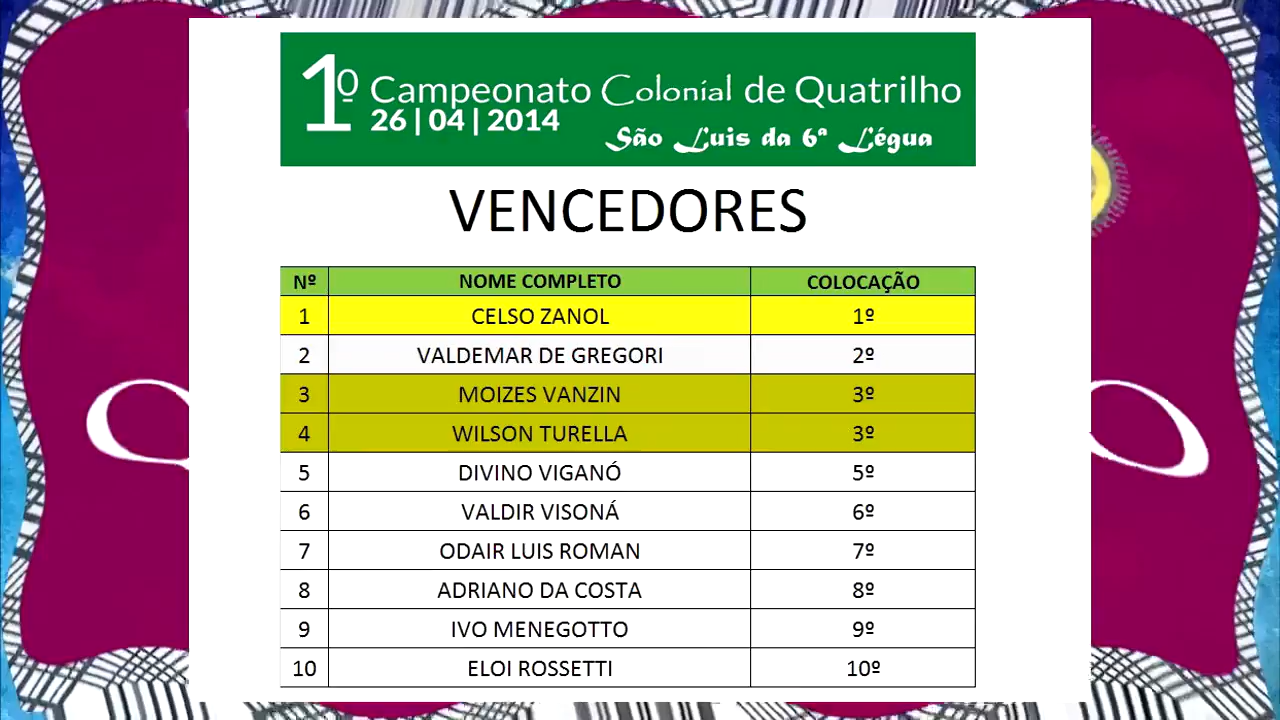 1º Campeonato Colonial de Quatrilho
26 | 04 | 2014
São Luis da 6ª Légua
VENCEDORES
Nº NOME COMPLETO COLOCAÇÃO
1 CELSO ZANOL 1º
2 VALDEMAR DE GREGORI 2º
3 MOIZES VANZIN 3º
4 WILSON TURELLA 3º
5 DIVINO VIGANÓ 5º
6 VALDIR VISONÁ 6º
7 ODAIR LUIS ROMAN 7º
8 ADRIANO DA COSTA 8º
9 IVO MENEGOTTO 9º
10 ELOI ROSSETTI 10º